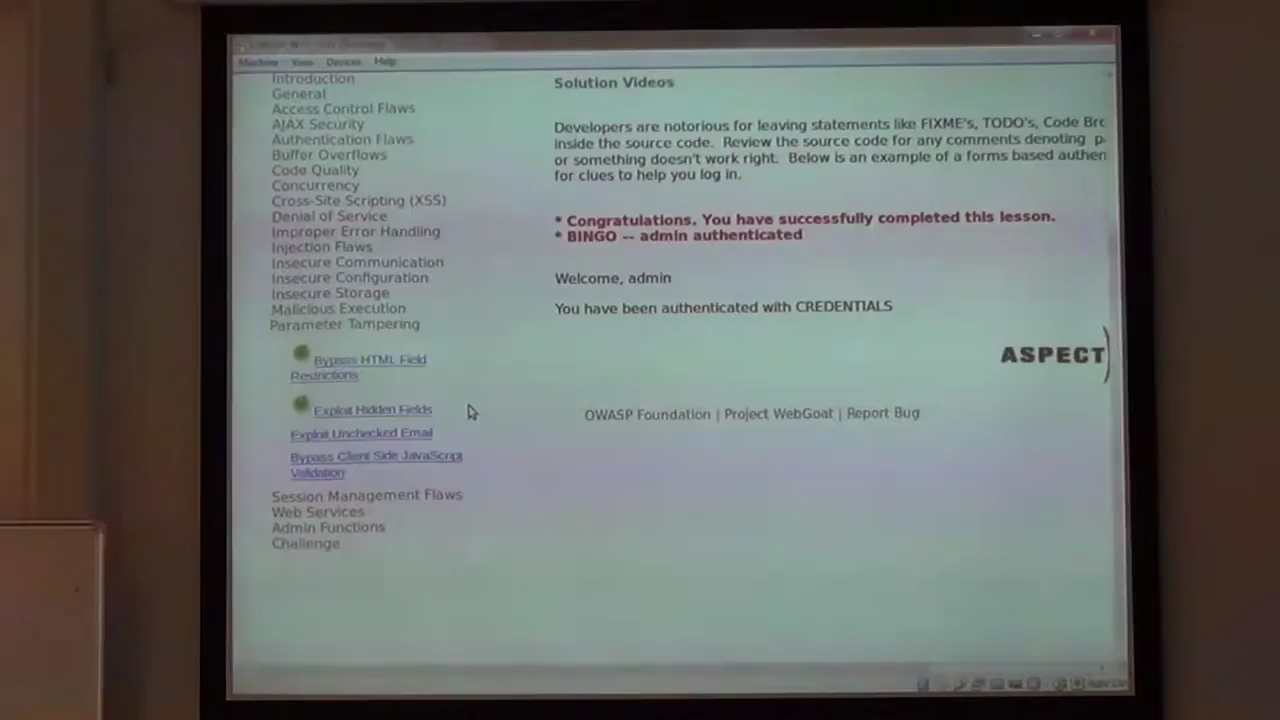 Machine View Devices Help
Introduction
General
Access Control Flaws
AJAX Security
Authentication Flaws
Buffer Overflows
Code Quality
Concurrency
Cross-Site Scripting (XSS)
Denial of Service
Improper Error Handling
Injection Flaws
Insecure Communication
Insecure Configuration
Insecure Storage
Malicious Execution
Parameter Tampering
Bypass HTML Field
Restrictions
Exploit Hidden Fields
Exploit Unchecked Email
Bypass Client Side JavaScript
Validation
Session Management Flaws
Web Services
Admin Functions
Challenge
Solution Videos
Developers are notorious for leaving statements like FIXME's, TODO's, Code Bro
inside the source code. Review the source code for any comments denoting p
or something doesn't work right. Below is an example of a forms based authen
for clues to help you log in.
* Congratulations. You have successfully completed this lesson.
* BINGO -- admin authenticated
Welcome, admin
You have been authenticated with CREDENTIALS
ASPECT
OWASP Foundation | Project WebGoat | Report Bug